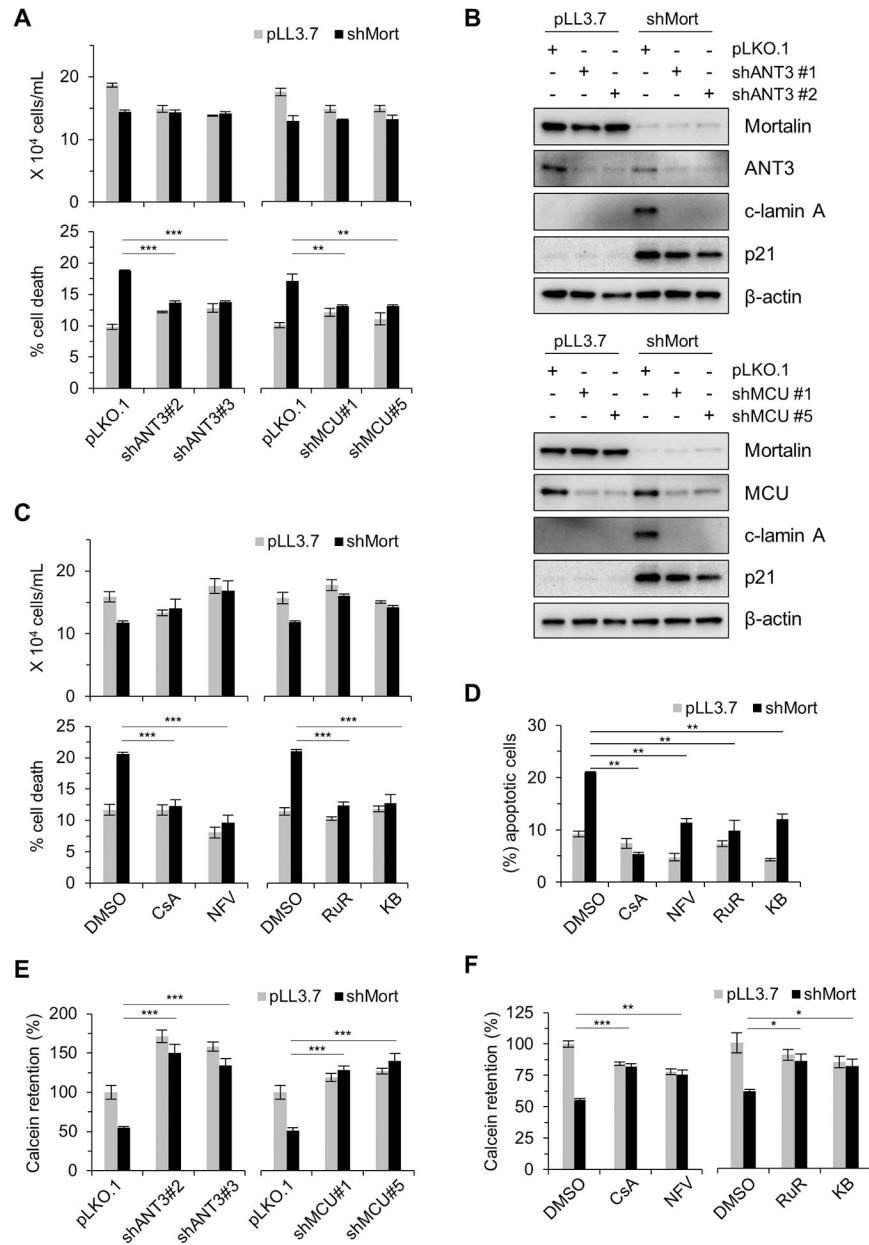 A
pLL3.7 shMort
X 10⁴ cells/mL
20
15
10
5
0
% cell death
25
20
15
10
5
0
*** *** ** **
pLKO.1 shANT3#2 shANT3#3 pLKO.1 shMCU#1 shMCU#5
B
pLL3.7 shMort
+ - - + - - pLKO.1
- + - - + - shANT3 #1
- - + - - + shANT3 #2
Mortalin
ANT3
c-lamin A
p21
β-actin
pLL3.7 shMort
+ - - + - - pLKO.1
- + - - + - shMCU #1
- - + - - + shMCU #5
Mortalin
MCU
c-lamin A
p21
β-actin
C
pLL3.7 shMort
X 10⁴ cells/mL
25
20
15
10
5
0
% cell death
25
20
15
10
5
0
*** *** *** ***
DMSO CsA NFV DMSO RuR KB
D
pLL3.7 shMort
(%) apoptotic cells
30
20
10
0
**
**
**
**
DMSO CsA NFV RuR KB
E
pLL3.7 shMort
Calcein retention (%)
200
150
100
50
0
*** *** *** ***
pLKO.1 shANT3#2 shANT3#3 pLKO.1 shMCU#1 shMCU#5
F
pLL3.7 shMort
Calcein retention (%)
125
100
75
50
25
0
** *** * *
DMSO CsA NFV DMSO RuR KB